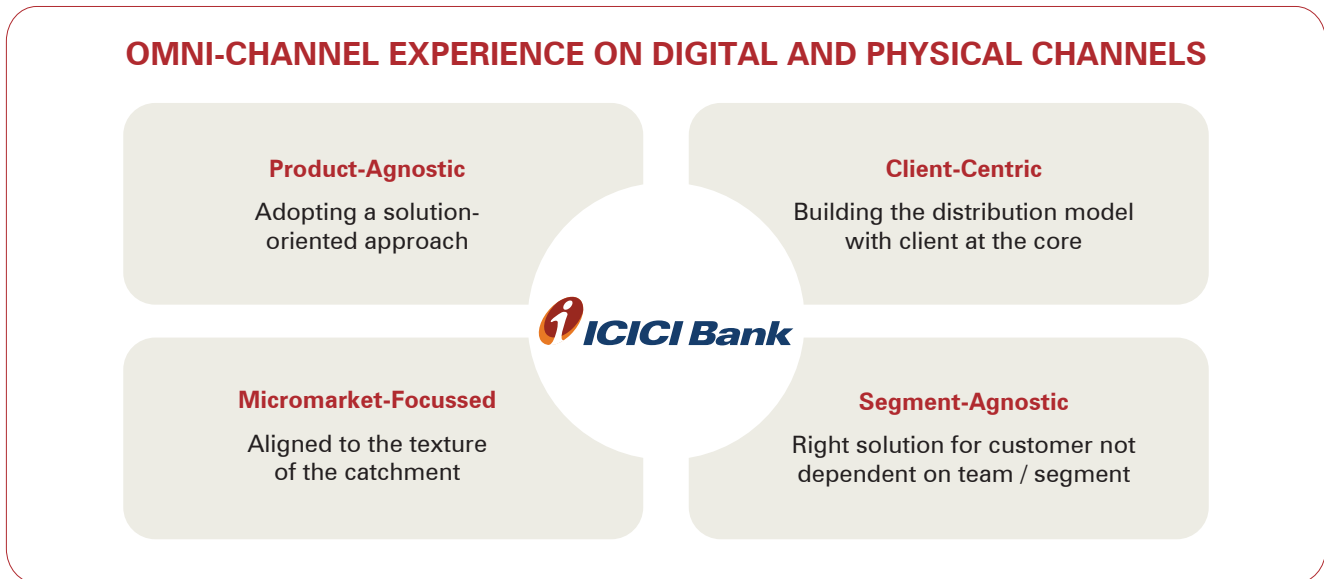 OMNI-CHANNEL EXPERIENCE ON DIGITAL AND PHYSICAL CHANNELS
Product-Agnostic
Adopting a solution-
oriented approach
Client-Centric
Building the distribution model
with client at the core
ICICI Bank
Micromarket-Focussed
Aligned to the texture
of the catchment
Segment-Agnostic
Right solution for customer not
dependent on team / segment